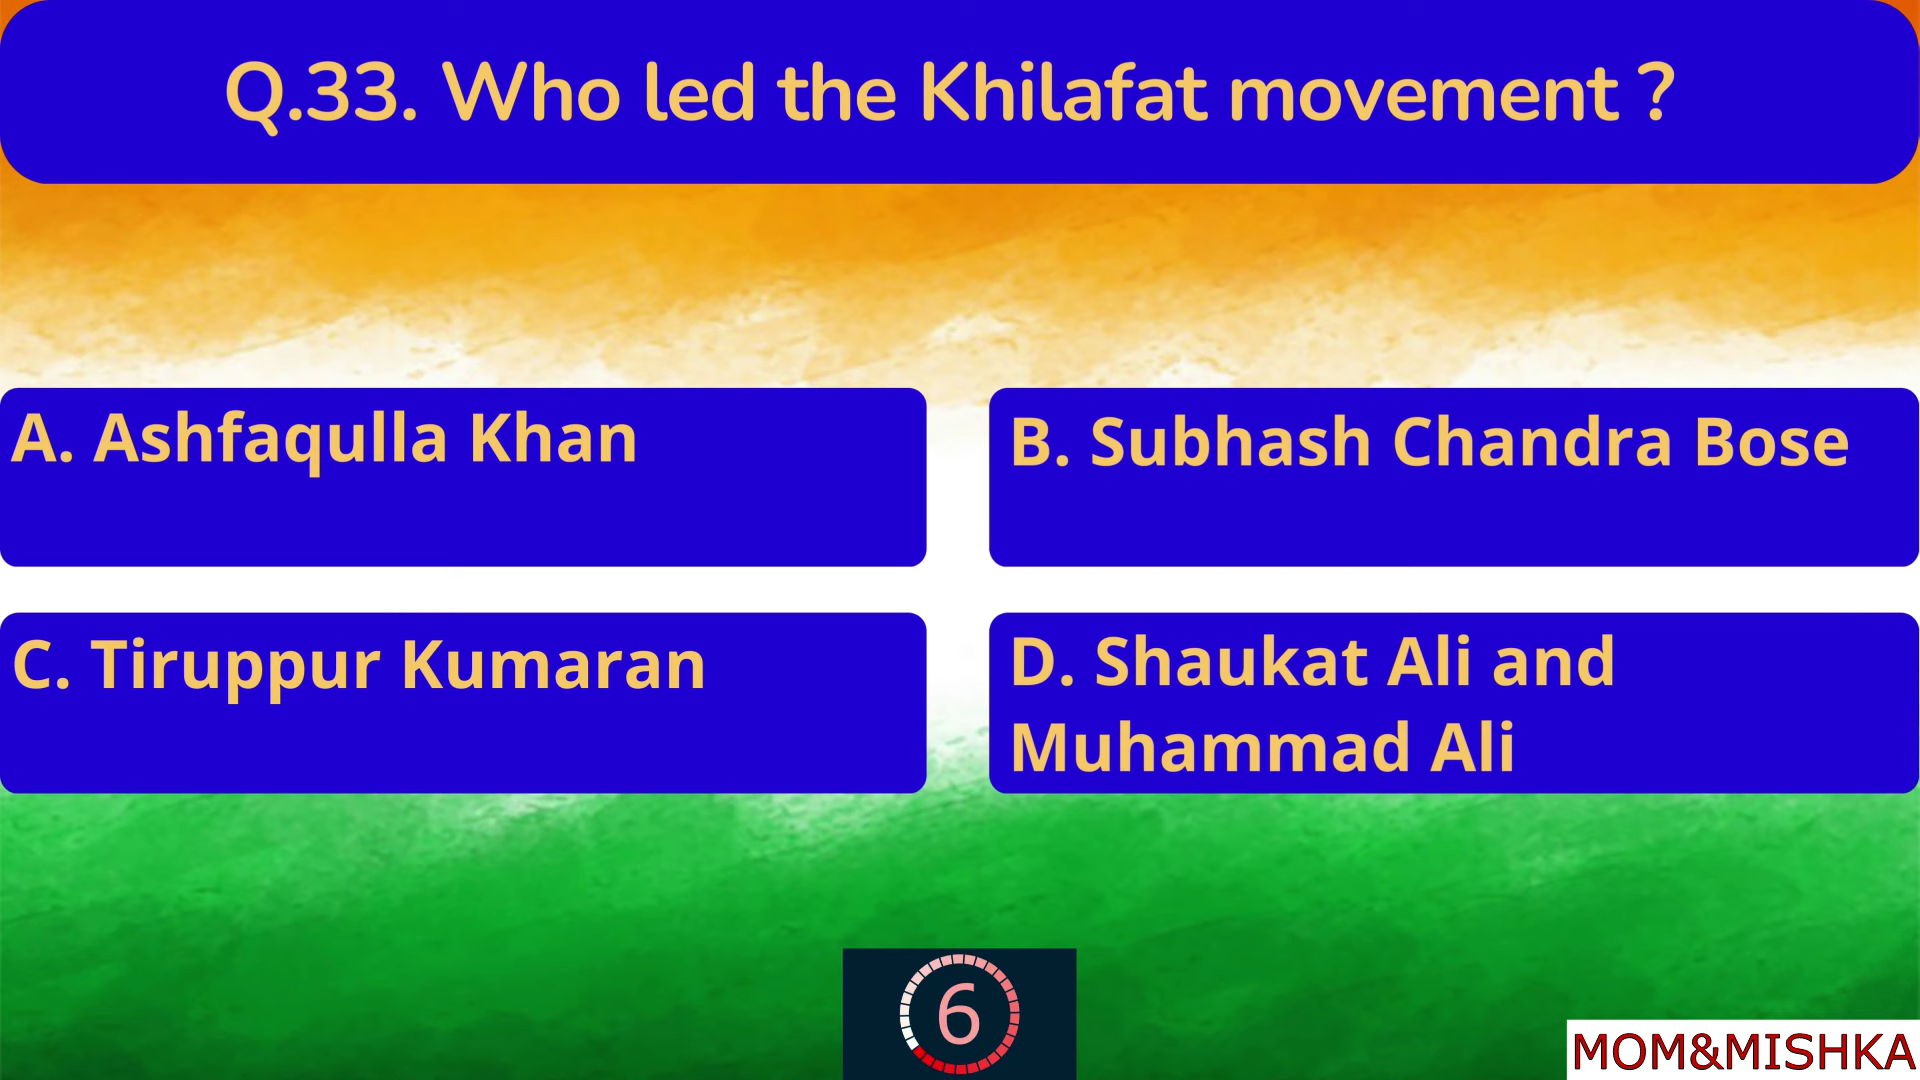 Q.33. Who led the Khilafat movement ?
A. Ashfaqulla Khan
B. Subhash Chandra Bose
C. Tiruppur Kumaran
D. Shaukat Ali and
Muhammad Ali
6
MOM&MISHKA